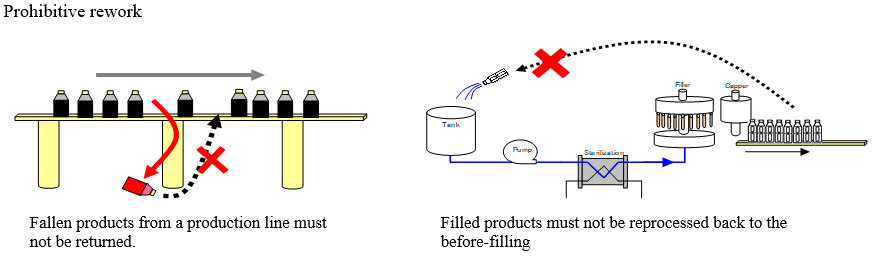 Prohibitive rework
Filler
Capper
Tank
Pump
Sterilization
Fallen products from a production line must
not be returned.
Filled products must not be reprocessed back to the
before-filling